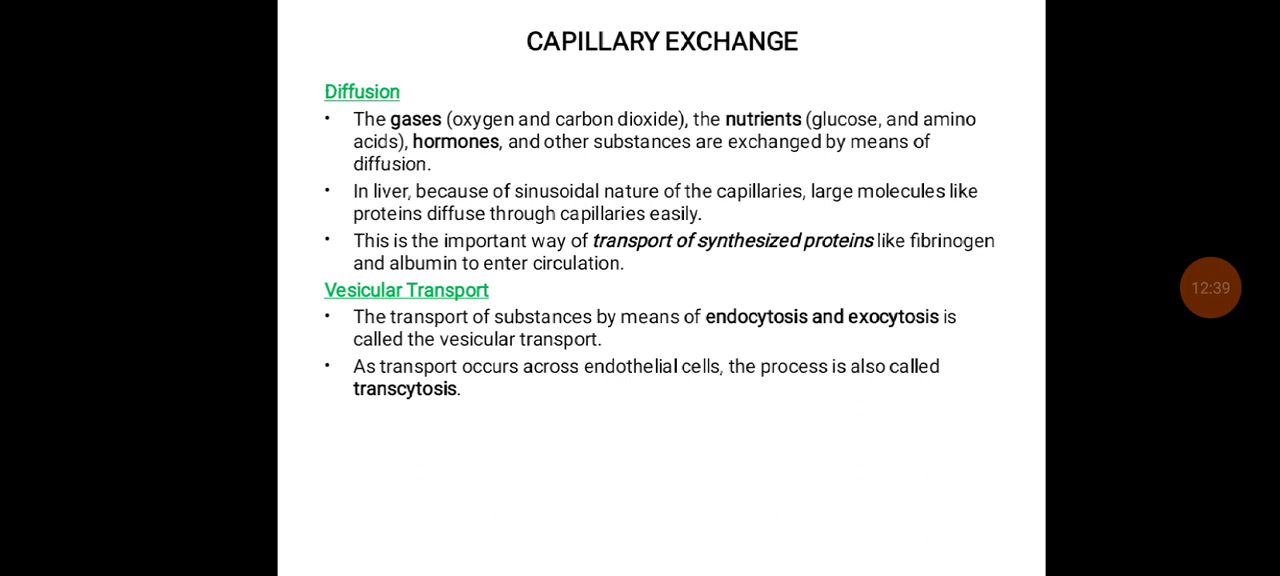 CAPILLARY EXCHANGE
Diffusion
• The gases (oxygen and carbon dioxide), the nutrients (glucose, and amino
acids), hormones, and other substances are exchanged by means of
diffusion.
• In liver, because of sinusoidal nature of the capillaries, large molecules like
proteins diffuse through capillaries easily.
• This is the important way of transport of synthesized proteins like fibrinogen
and albumin to enter circulation.
Vesicular Transport
• The transport of substances by means of endocytosis and exocytosis is
called the vesicular transport.
• As transport occurs across endothelial cells, the process is also called
transcytosis.
12:39